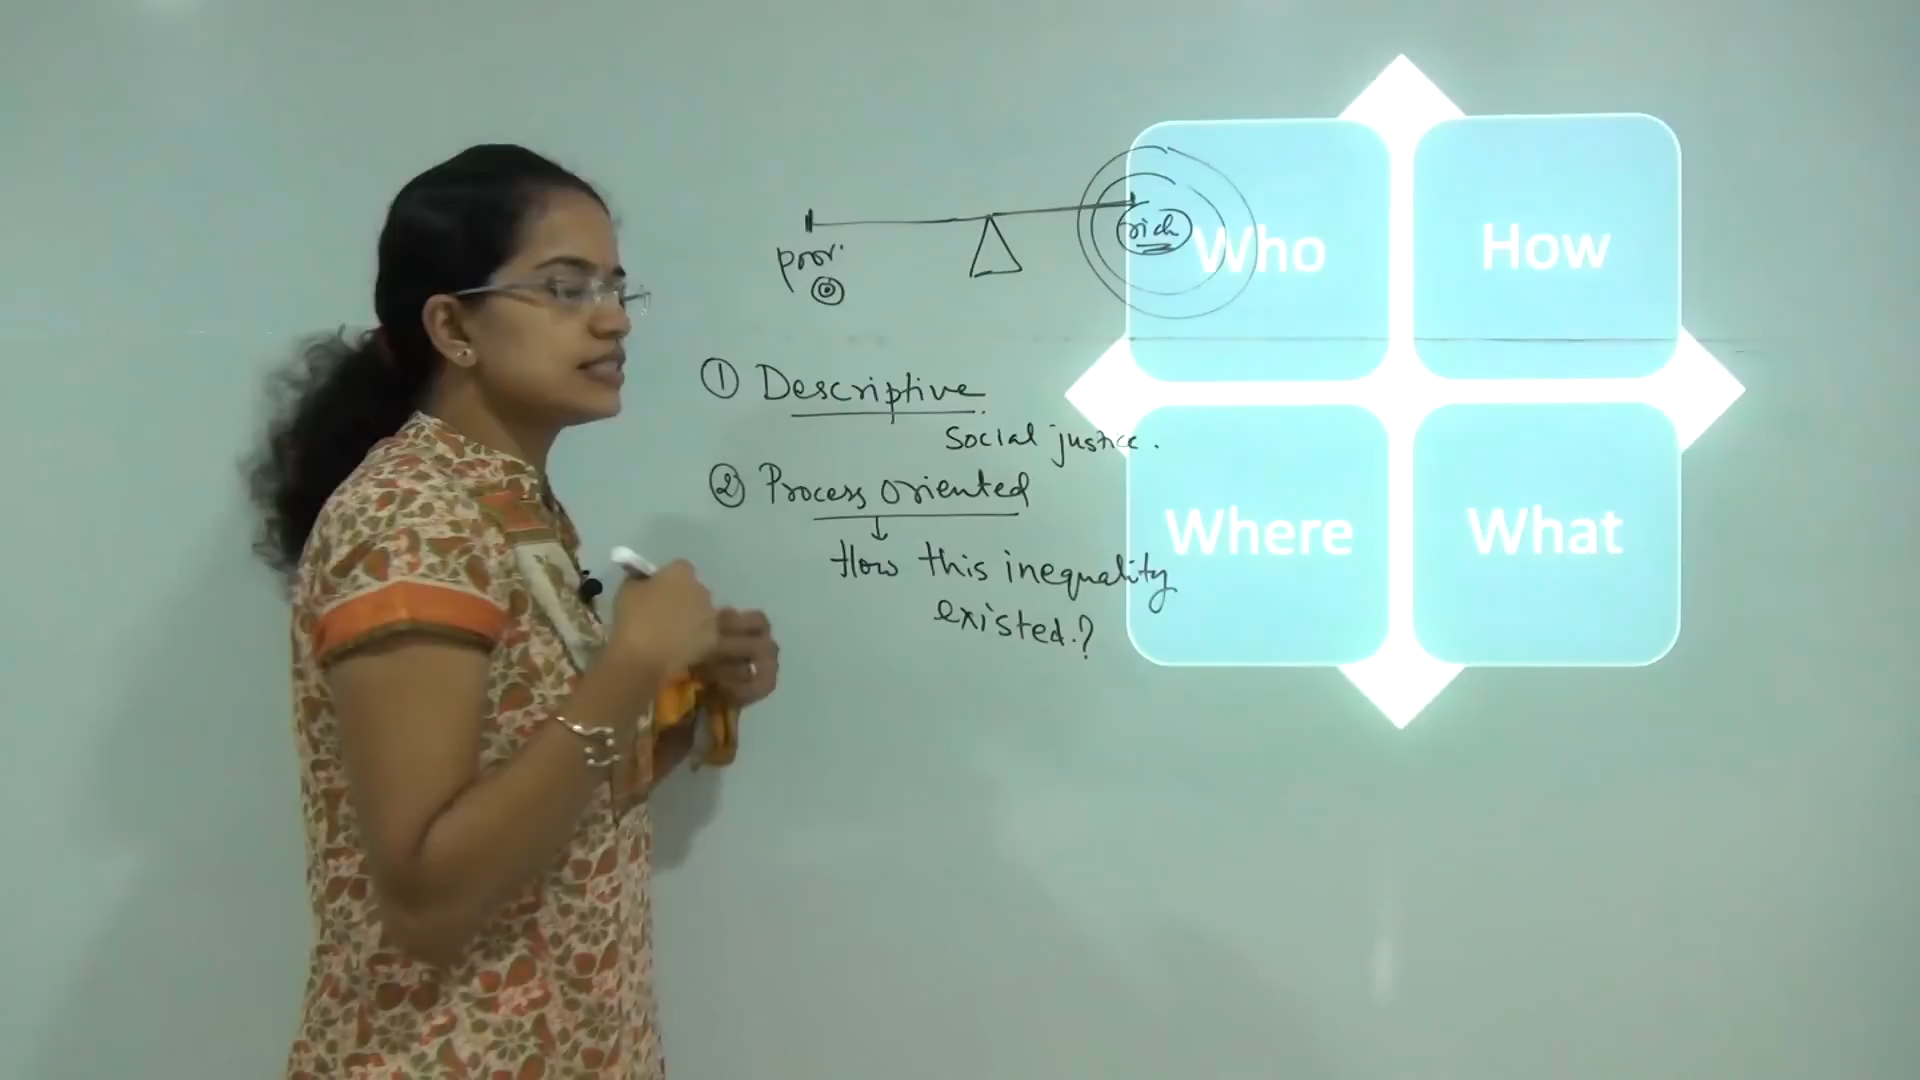 poor
rich
Who
How
① Descriptive
Social justice.
② Process oriented
Where
What
How this inequality
existed.?